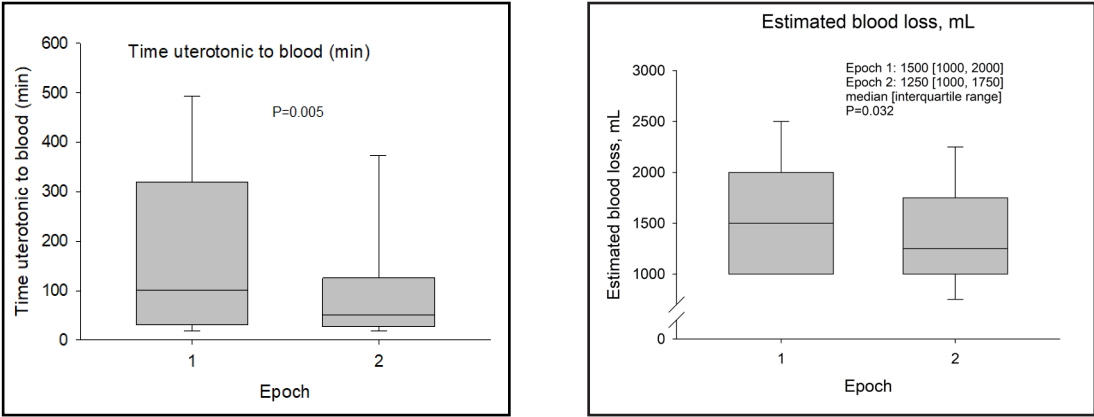 Time uterotonic to blood (min)
P=0.005
Time uterotonic to blood (min)
600
500
400
300
200
100
0
1
2
Epoch
Estimated blood loss, mL
Epoch 1: 1500 [1000, 2000]
Epoch 2: 1250 [1000, 1750]
median [interquartile range]
P=0.032
Estimated blood loss, mL
3000
2500
2000
1500
1000
0
1
2
Epoch